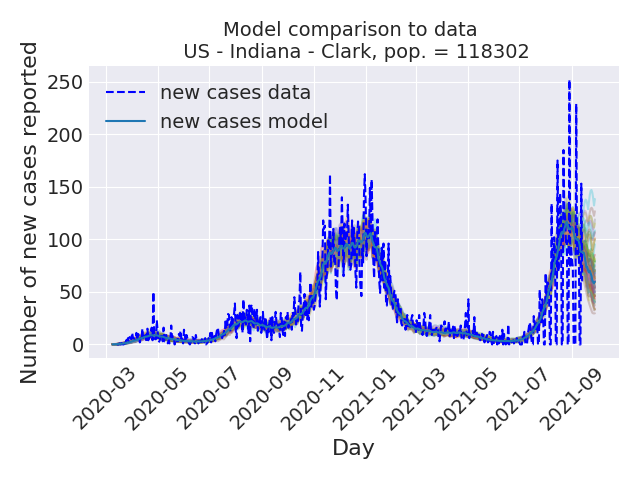 Model comparison to data
US - Indiana - Clark, pop. = 118302
Number of new cases reported
250
200
150
100
50
0
new cases data
new cases model
2020-03
2020-05
2020-07
2020-09
2020-11
2021-01
2021-03
2021-05
2021-07
2021-09
Day